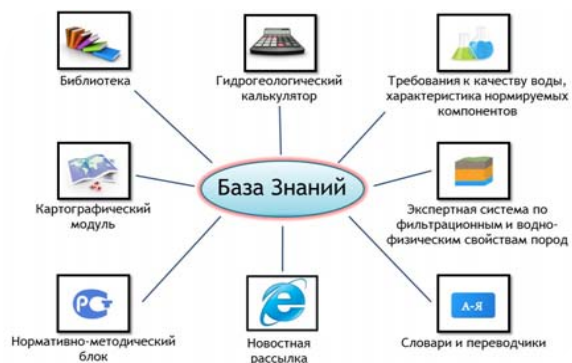 Библиотека
Гидрогеологический
калькулятор
Требования к качеству воды,
характеристика нормируемых
компонентов
База Знаний
Картографический
модуль
Экспертная система по
фильтрационным и водно-
физическим свойствам пород
РСТ
Нормативно-методический
блок
Новостная
рассылка
А-Я
Словари и переводчики